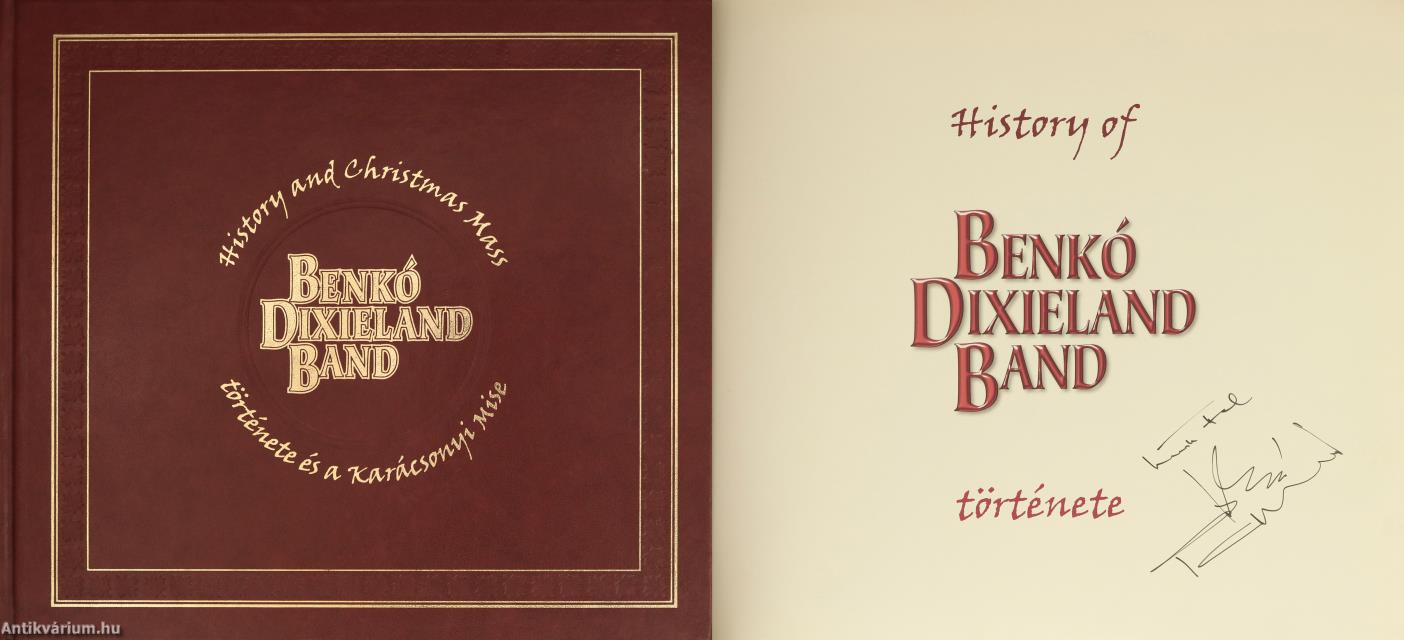 History and Christmas Mass
BENKÓ
DIXIELAND
BAND
története és a Karácsonyi Mise
History of
BENKÓ
DIXIELAND
BAND
története
Antikvárium.hu